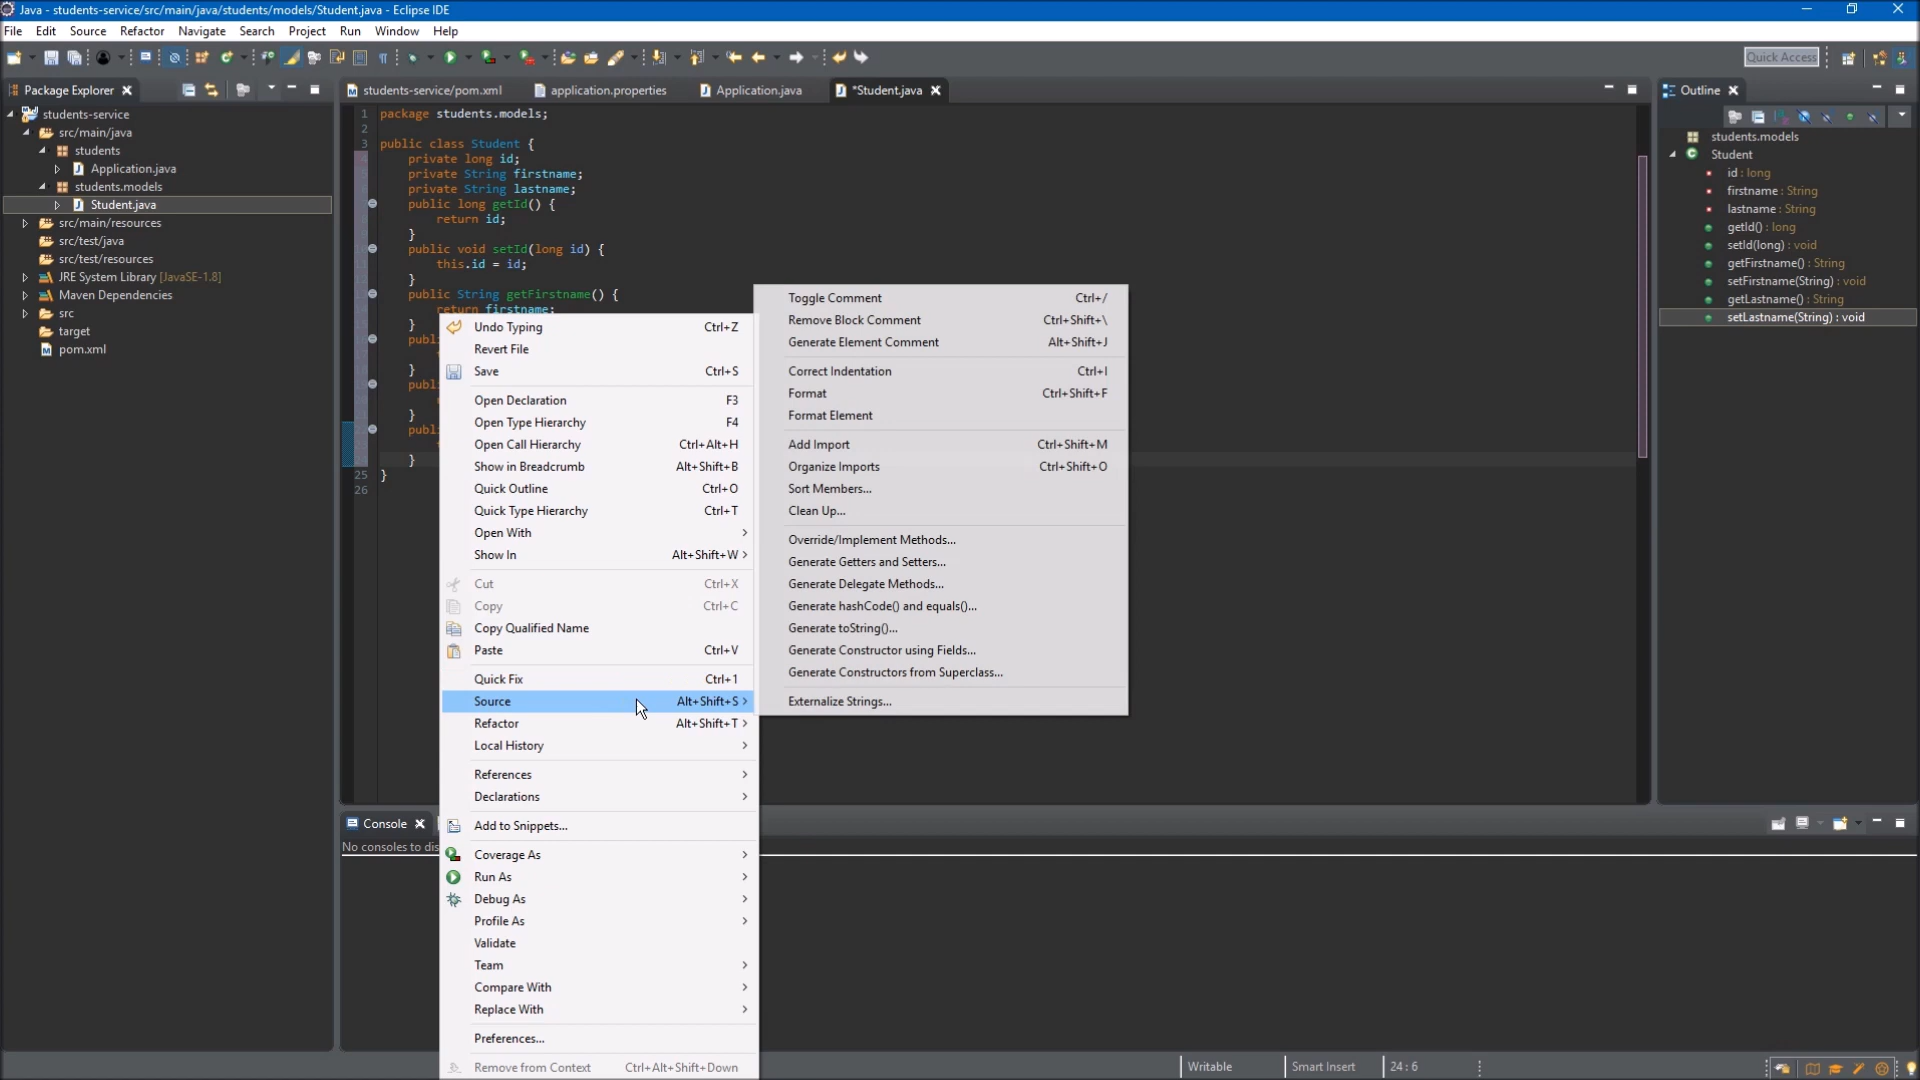 Java - students-service/src/main/java/students/models/Student.java - Eclipse IDE
File Edit Source Refactor Navigate Search Project Run Window Help
Quick Access
Package Explorer
students-service
src/main/java
students
Application.java
students.models
Student.java
src/main/resources
src/test/java
src/test/resources
JRE System Library [JavaSE-1.8]
Maven Dependencies
src
target
pom.xml
students-service/pom.xml application.properties Application.java *Student.java
1 package students.models;
2
3 public class Student {
private long id;
private String firstname;
private String lastname;
public long getId() {
return id;
}
public void setId(long id) {
this.id = id;
}
public String getFirstname() {
return firstname;
}
publ
}
publ
}
publ
}
25 }
26
Undo Typing Ctrl+Z
Revert File
Save Ctrl+S
Open Declaration F3
Open Type Hierarchy F4
Open Call Hierarchy Ctrl+Alt+H
Show in Breadcrumb Alt+Shift+B
Quick Outline Ctrl+O
Quick Type Hierarchy Ctrl+T
Open With
Show In Alt+Shift+W
Cut Ctrl+X
Copy Ctrl+C
Copy Qualified Name
Paste Ctrl+V
Quick Fix Ctrl+1
Source Alt+Shift+S
Refactor Alt+Shift+T
Local History
References
Declarations
Add to Snippets...
Coverage As
Run As
Debug As
Profile As
Validate
Team
Compare With
Replace With
Preferences...
Remove from Context Ctrl+Alt+Shift+Down
Toggle Comment Ctrl+/
Remove Block Comment Ctrl+Shift+\
Generate Element Comment Alt+Shift+J
Correct Indentation Ctrl+I
Format Ctrl+Shift+F
Format Element
Add Import Ctrl+Shift+M
Organize Imports Ctrl+Shift+O
Sort Members...
Clean Up...
Override/Implement Methods...
Generate Getters and Setters...
Generate Delegate Methods...
Generate hashCode() and equals()...
Generate toString()...
Generate Constructor using Fields...
Generate Constructors from Superclass...
Externalize Strings...
Outline
students.models
Student
id : long
firstname : String
lastname : String
getId() : long
setId(long) : void
getFirstname() : String
setFirstname(String) : void
getLastname() : String
setLastname(String) : void
Console
No consoles to dis
Writable Smart Insert 24 : 6